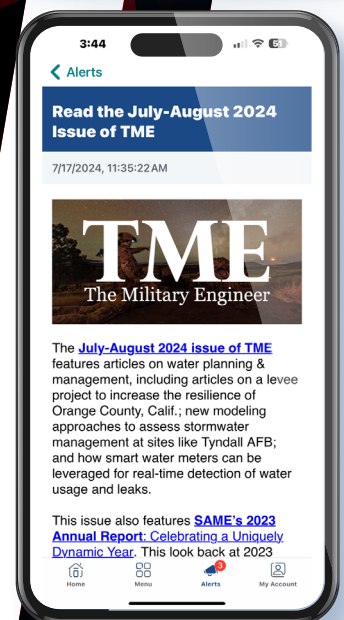 3:44
61
Alerts
Read the July-August 2024
Issue of TME
7/17/2024, 11:35:22 AM
TME
The Military Engineer
The July-August 2024 issue of TME
features articles on water planning &
management, including articles on a levee
project to increase the resilience of
Orange County, Calif.; new modeling
approaches to assess stormwater
management at sites like Tyndall AFB;
and how smart water meters can be
leveraged for real-time detection of water
usage and leaks.
This issue also features SAME's 2023
Annual Report: Celebrating a Uniquely
Dynamic Year. This look back at 2023
3
Home Menu Alerts My Account